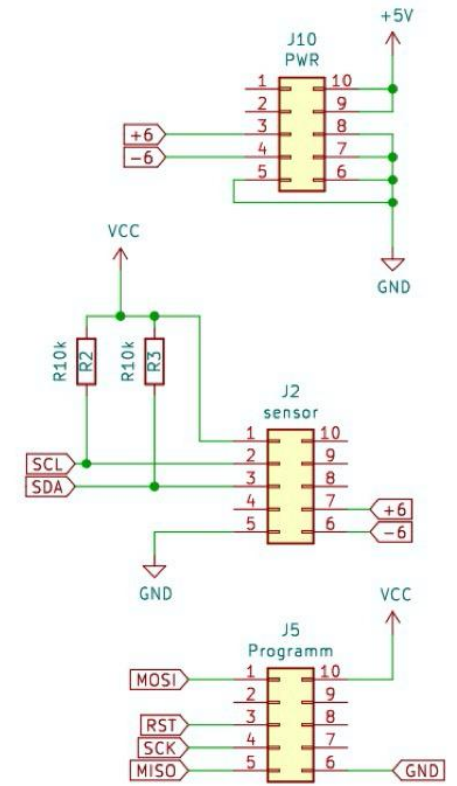 +5V
J10
PWR
1 10
2 9
+6 3 8
-6 4 7
5 6
GND
VCC
R10k R2 R10k R3
J2
sensor
1 10
SCL 2 9
SDA 3 8
4 7 +6
5 6 -6
GND
VCC
J5
Programm
MOSI 1 10
2 9
RST 3 8
SCK 4 7
MISO 5 6 GND